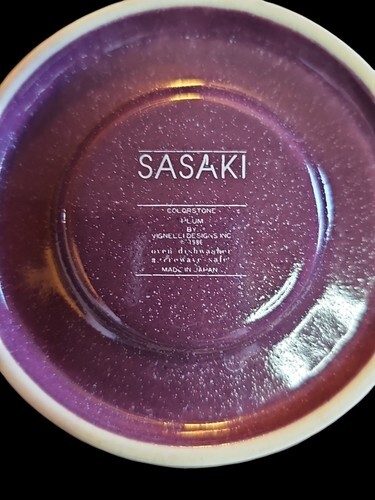 SASAKI
COLORSTONE
PLUM
BY
VIGNELLI DESIGNS INC
© 1986
oven dishwasher
microwave safe
MADE IN JAPAN